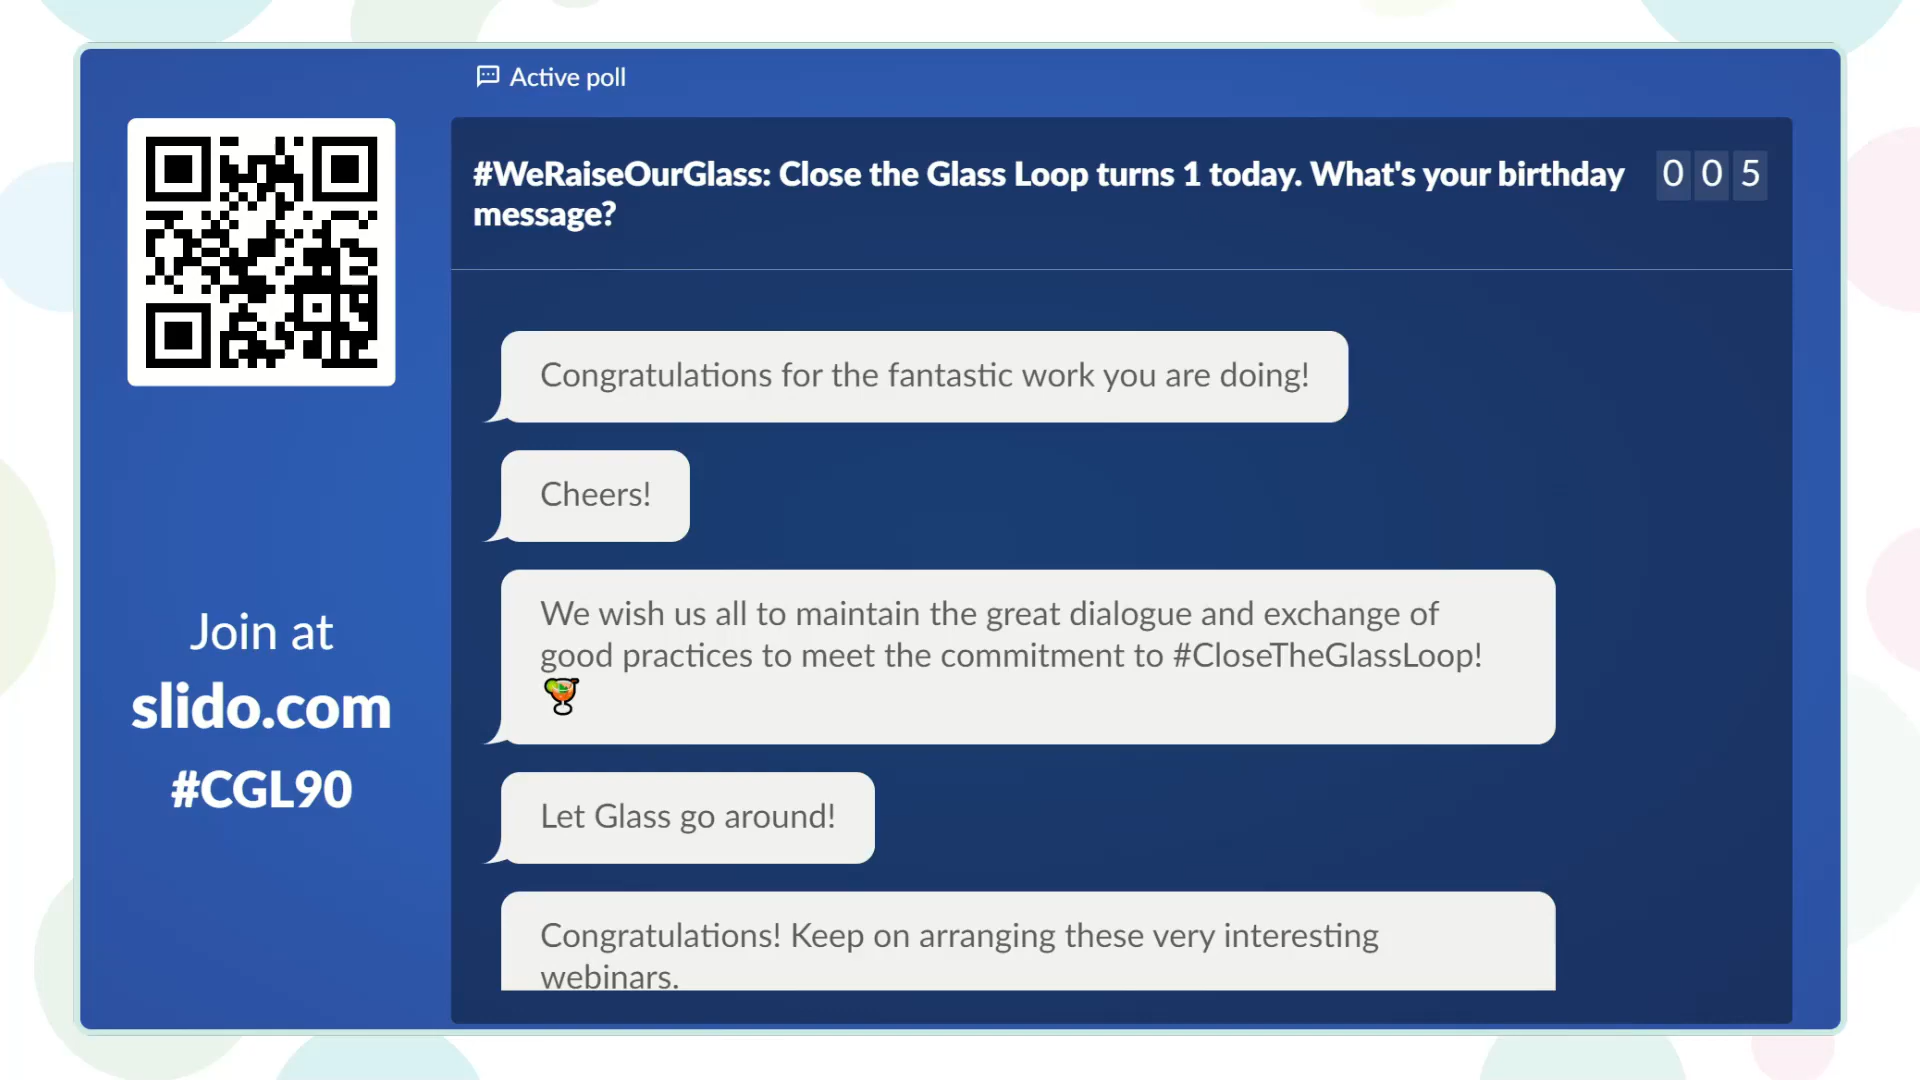 Active poll
#WeRaiseOurGlass: Close the Glass Loop turns 1 today. What's your birthday
message?
0 0 5
Congratulations for the fantastic work you are doing!
Cheers!
We wish us all to maintain the great dialogue and exchange of
good practices to meet the commitment to #CloseTheGlassLoop!
🍹
Let Glass go around!
Congratulations! Keep on arranging these very interesting
webinars.
Join at
slido.com
#CGL90